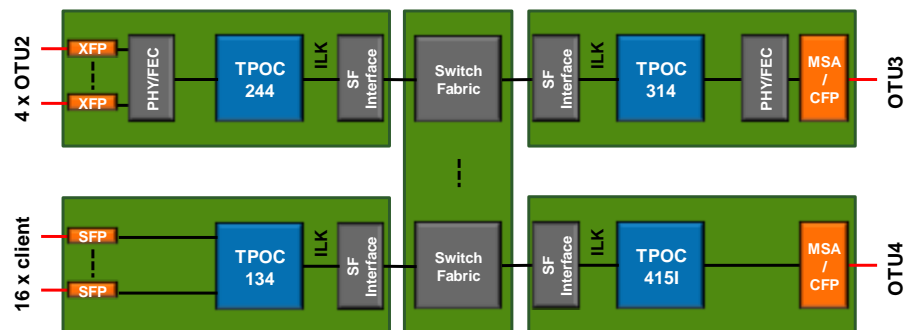 4 x OTU2
XFP
XFP
PHY/FEC
TPOC
244
ILK
SF
Interface
Switch
Fabric
SF
Interface
ILK
TPOC
314
PHY/FEC
MSA
/
CFP
OTU3
16 x client
SFP
SFP
TPOC
134
ILK
SF
Interface
Switch
Fabric
SF
Interface
ILK
TPOC
415I
MSA
/
CFP
OTU4